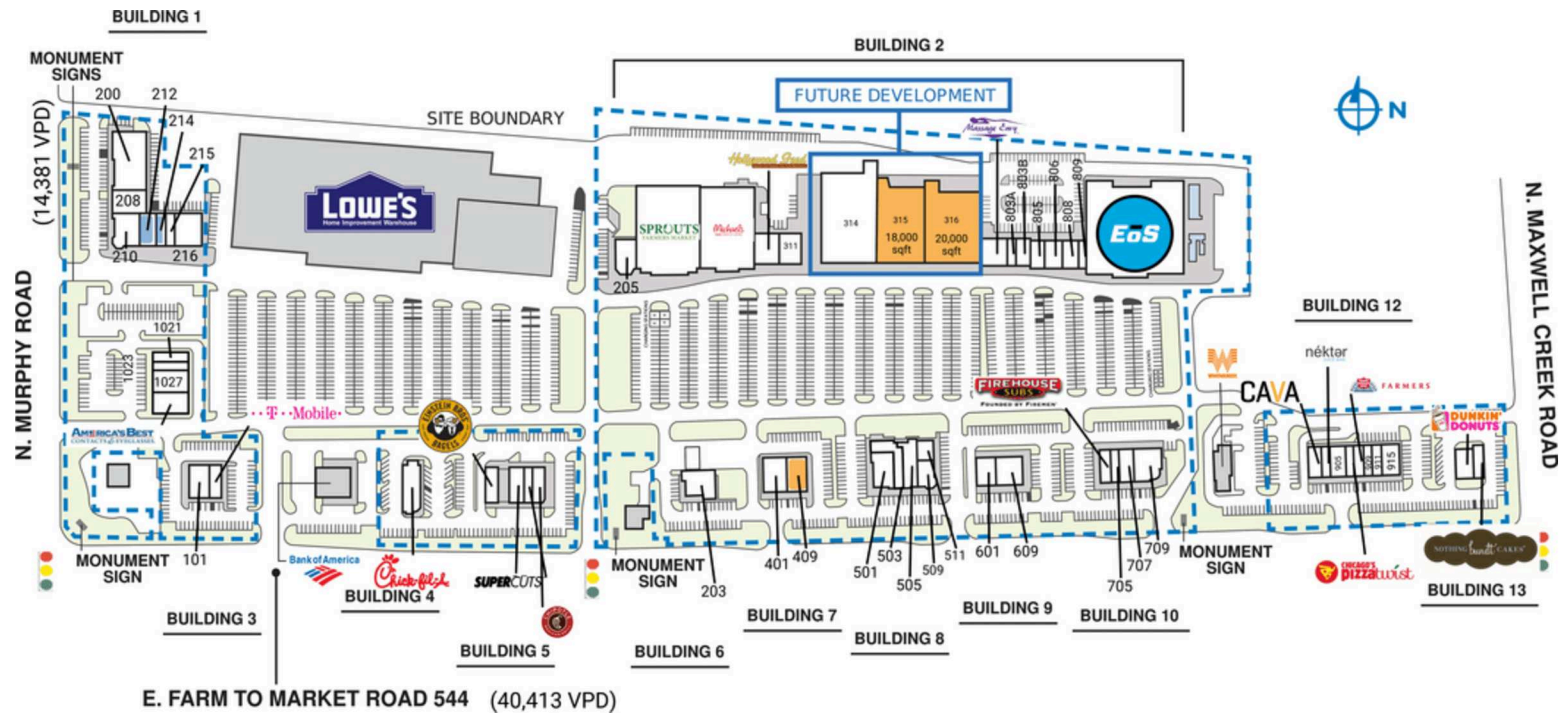 BUILDING 1
BUILDING 2
MONUMENT
SIGNS
200
212
214
215
208
210
216
(14,381 VPD)
N. MURPHY ROAD
SITE BOUNDARY
FUTURE DEVELOPMENT
N
LOWE'S
Home Improvement Warehouse
SPROUTS
FARMERS MARKET
Michaels
Hollywood Feed
Massage Envy
205
311
314
315
18,000
sqft
316
20,000
sqft
803A
803B
805
806
808
809
EōS
N. MAXWELL CREEK ROAD
1021
1023
1027
AMERICA'S BEST
CONTACTS & EYEGLASSES
T Mobile
EINSTEIN BROS
BAGELS
FIREHOUSE
SUBS
FOUNDED BY FIREMEN
BUILDING 12
W
CAVA
nékter
FARMERS
DUNKIN'
DONUTS
905
909
911
915
MONUMENT
SIGN
101
BUILDING 3
Bank of America
Chick-fil-A
BUILDING 4
SUPERCUTS
CHIPOTLE
BUILDING 5
MONUMENT
SIGN
203
BUILDING 6
401
409
BUILDING 7
501
503
505
509
511
BUILDING 8
601
609
BUILDING 9
705
707
709
BUILDING 10
MONUMENT
SIGN
CHICAGO'S
pizza twist
NOTHING bundt CAKES
BUILDING 13
E. FARM TO MARKET ROAD 544 (40,413 VPD)